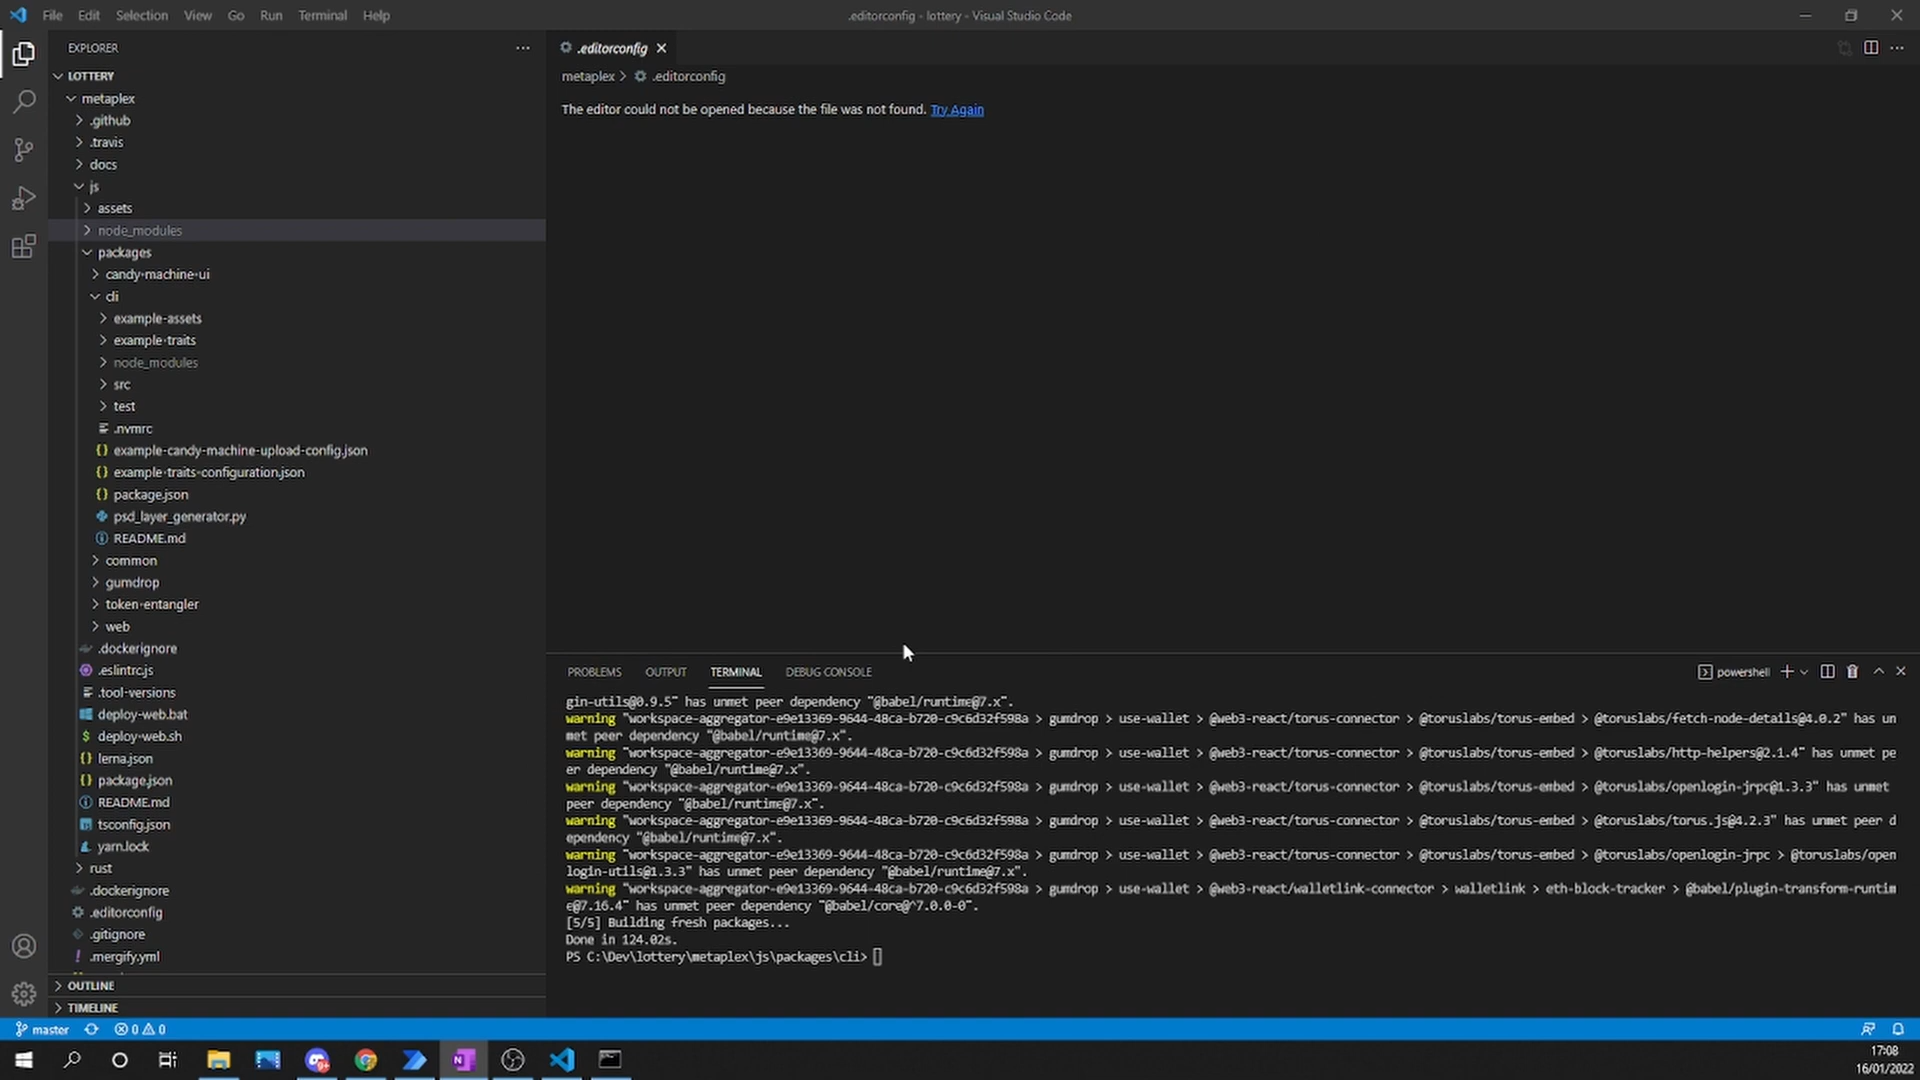 File Edit Selection View Go Run Terminal Help
.editorconfig - lottery - Visual Studio Code
EXPLORER
LOTTERY
metaplex
.github
.travis
docs
js
assets
node_modules
packages
candy-machine-ui
cli
example-assets
example-traits
node_modules
src
test
.nvmrc
example-candy-machine-upload-config.json
example-traits-configuration.json
package.json
psd_layer_generator.py
README.md
common
gumdrop
token-entangler
web
.dockerignore
.eslintrc.js
.tool-versions
deploy-web.bat
deploy-web.sh
lerna.json
package.json
README.md
tsconfig.json
yarn.lock
rust
.dockerignore
.editorconfig
.gitignore
.mergify.yml
OUTLINE
TIMELINE
.editorconfig
metaplex > .editorconfig
The editor could not be opened because the file was not found. Try Again
PROBLEMS OUTPUT TERMINAL DEBUG CONSOLE
powershell
gin-utils@0.9.5" has unmet peer dependency "@babel/runtime@7.x".
warning "workspace-aggregator-e9e13369-9644-48ca-b720-c9c6d32f598a > gumdrop > use-wallet > @web3-react/torus-connector > @toruslabs/torus-embed > @toruslabs/fetch-node-details@4.0.2" has un
met peer dependency "@babel/runtime@7.x".
warning "workspace-aggregator-e9e13369-9644-48ca-b720-c9c6d32f598a > gumdrop > use-wallet > @web3-react/torus-connector > @toruslabs/torus-embed > @toruslabs/http-helpers@2.1.4" has unmet pe
er dependency "@babel/runtime@7.x".
warning "workspace-aggregator-e9e13369-9644-48ca-b720-c9c6d32f598a > gumdrop > use-wallet > @web3-react/torus-connector > @toruslabs/torus-embed > @toruslabs/openlogin-jrpc@1.3.3" has unmet
peer dependency "@babel/runtime@7.x".
warning "workspace-aggregator-e9e13369-9644-48ca-b720-c9c6d32f598a > gumdrop > use-wallet > @web3-react/torus-connector > @toruslabs/torus-embed > @toruslabs/torus.js@4.2.3" has unmet peer d
ependency "@babel/runtime@7.x".
warning "workspace-aggregator-e9e13369-9644-48ca-b720-c9c6d32f598a > gumdrop > use-wallet > @web3-react/torus-connector > @toruslabs/torus-embed > @toruslabs/openlogin-jrpc > @toruslabs/open
login-utils@1.3.3" has unmet peer dependency "@babel/runtime@7.x".
warning "workspace-aggregator-e9e13369-9644-48ca-b720-c9c6d32f598a > gumdrop > use-wallet > @web3-react/walletlink-connector > walletlink > eth-block-tracker > @babel/plugin-transform-runtim
e@7.16.4" has unmet peer dependency "@babel/core@^7.0.0-0".
[5/5] Building fresh packages...
Done in 124.02s.
PS C:\Dev\lottery\metaplex\js\packages\cli>
master
0 0
17:08
16/01/2022